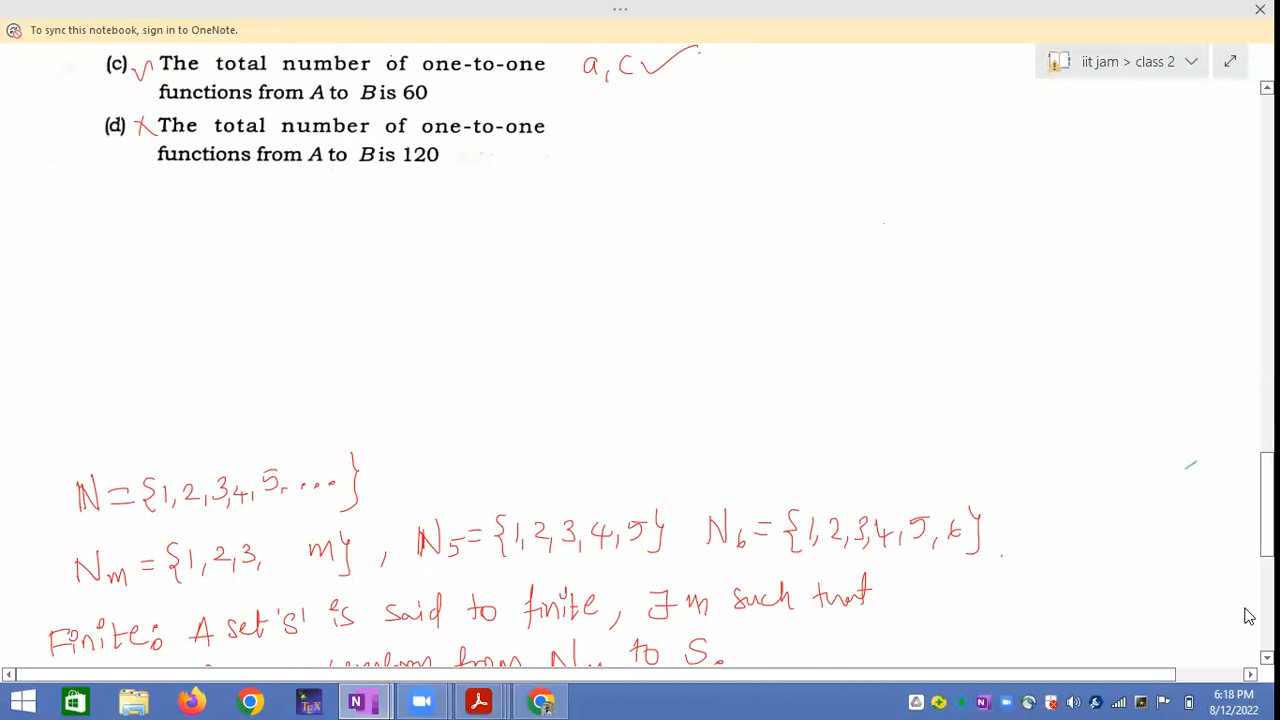 To sync this notebook, sign in to OneNote.
iit jam > class 2
(c) The total number of one-to-one
functions from A to B is 60
a, c
(d) The total number of one-to-one
functions from A to B is 120
N = {1, 2, 3, 4, 5, ...}
N_m = {1, 2, 3, m}, N_5 = {1, 2, 3, 4, 5} N_6 = {1, 2, 3, 4, 5, 6}.
Finite: A set 's' is said to finite, ∃ m such that
from N to S.
6:18 PM
8/12/2022